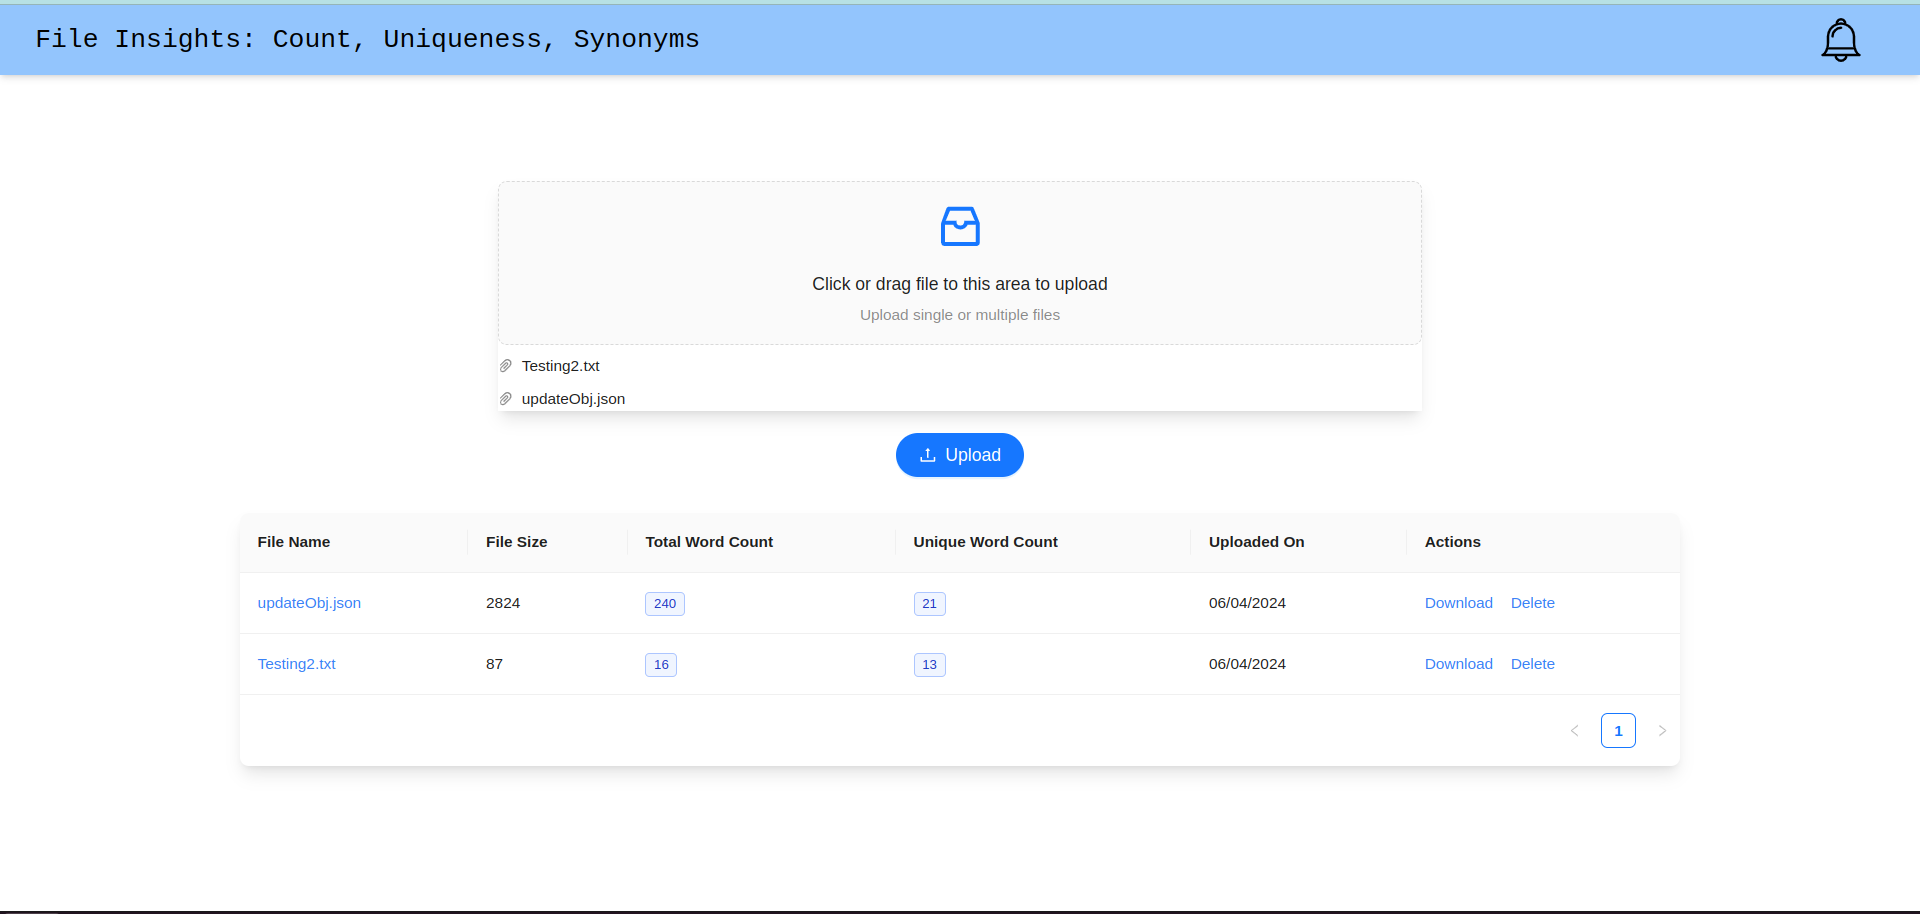 File Insights: Count, Uniqueness, Synonyms
Click or drag file to this area to upload
Upload single or multiple files
Testing2.txt
updateObj.json
Upload
File Name File Size Total Word Count Unique Word Count Uploaded On Actions
updateObj.json 2824 240 21 06/04/2024 Download Delete
Testing2.txt 87 16 13 06/04/2024 Download Delete
1